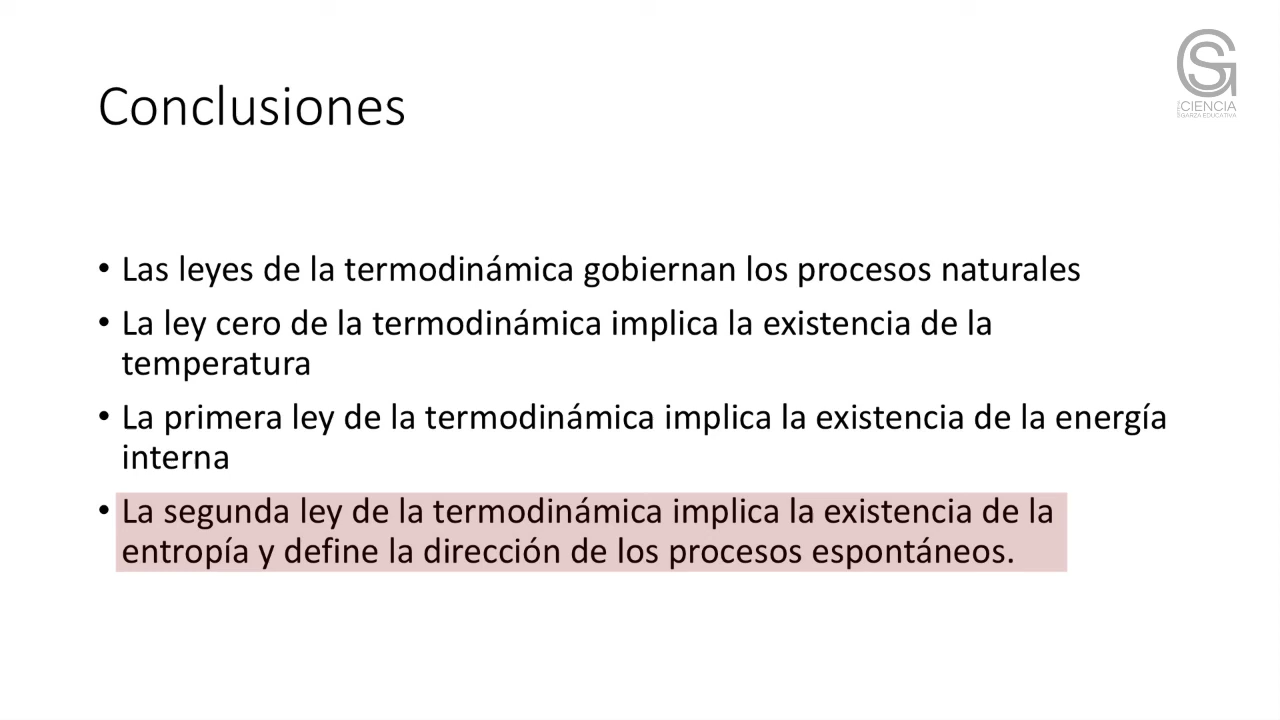 Conclusiones
CIENCIA
GARZA EDUCATIVA
• Las leyes de la termodinámica gobiernan los procesos naturales
• La ley cero de la termodinámica implica la existencia de la
temperatura
• La primera ley de la termodinámica implica la existencia de la energía
interna
• La segunda ley de la termodinámica implica la existencia de la
entropía y define la dirección de los procesos espontáneos.